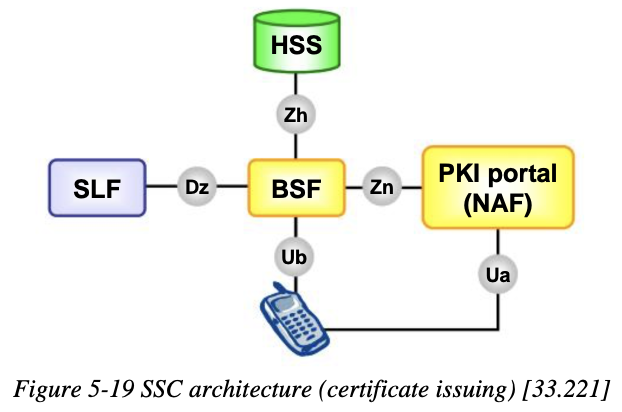 HSS
Zh
SLF
Dz
BSF
Zn
PKI portal
(NAF)
Ub
Ua
Figure 5-19 SSC architecture (certificate issuing) [33.221]